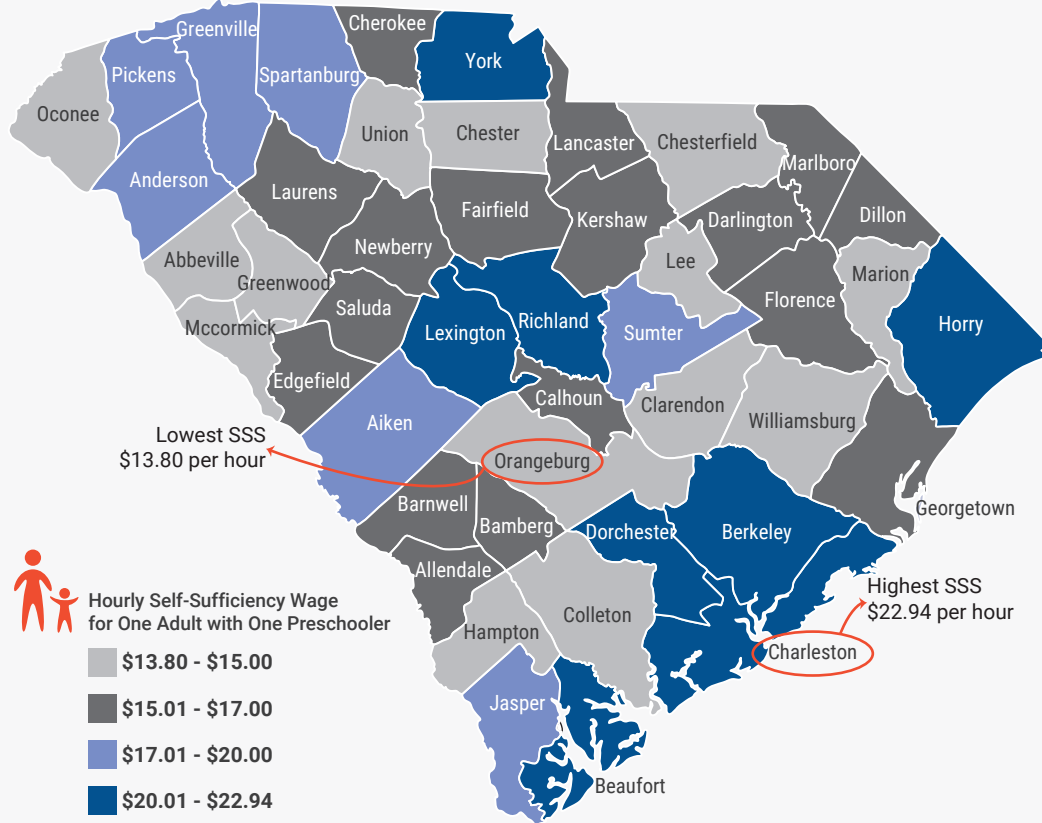 Cherokee
Greenville
York
Pickens
Spartanburg
Oconee
Union
Chester
Lancaster
Chesterfield
Marlboro
Anderson
Laurens
Fairfield
Kershaw
Darlington
Dillon
Abbeville
Newberry
Lee
Marion
Greenwood
Saluda
Florence
Mccormick
Lexington
Richland
Sumter
Horry
Edgefield
Calhoun
Clarendon
Williamsburg
Aiken
Lowest SSS
$13.80 per hour
Orangeburg
Barnwell
Bamberg
Dorchester
Berkeley
Georgetown
Allendale
Highest SSS
$22.94 per hour
Hampton
Colleton
Charleston
Jasper
Beaufort
Hourly Self-Sufficiency Wage
for One Adult with One Preschooler
$13.80 - $15.00
$15.01 - $17.00
$17.01 - $20.00
$20.01 - $22.94